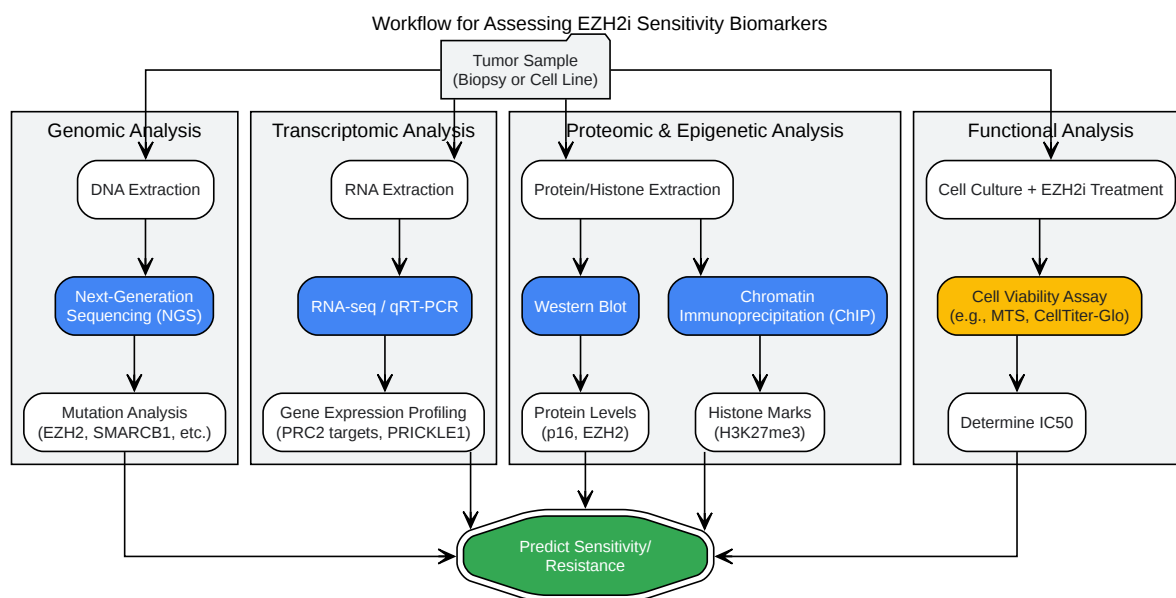 Workflow for Assessing EZH2i Sensitivity Biomarkers
Tumor Sample
(Biopsy or Cell Line)
Genomic Analysis
Transcriptomic Analysis
Proteomic & Epigenetic Analysis
Functional Analysis
DNA Extraction
RNA Extraction
Protein/Histone Extraction
Cell Culture + EZH2i Treatment
Next-Generation
Sequencing (NGS)
RNA-seq / qRT-PCR
Western Blot
Chromatin
Immunoprecipitation (ChIP)
Cell Viability Assay
(e.g., MTS, CellTiter-Glo)
Mutation Analysis
(EZH2, SMARCB1, etc.)
Gene Expression Profiling
(PRC2 targets, PRICKLE1)
Protein Levels
(p16, EZH2)
Histone Marks
(H3K27me3)
Determine IC50
Predict Sensitivity/
Resistance